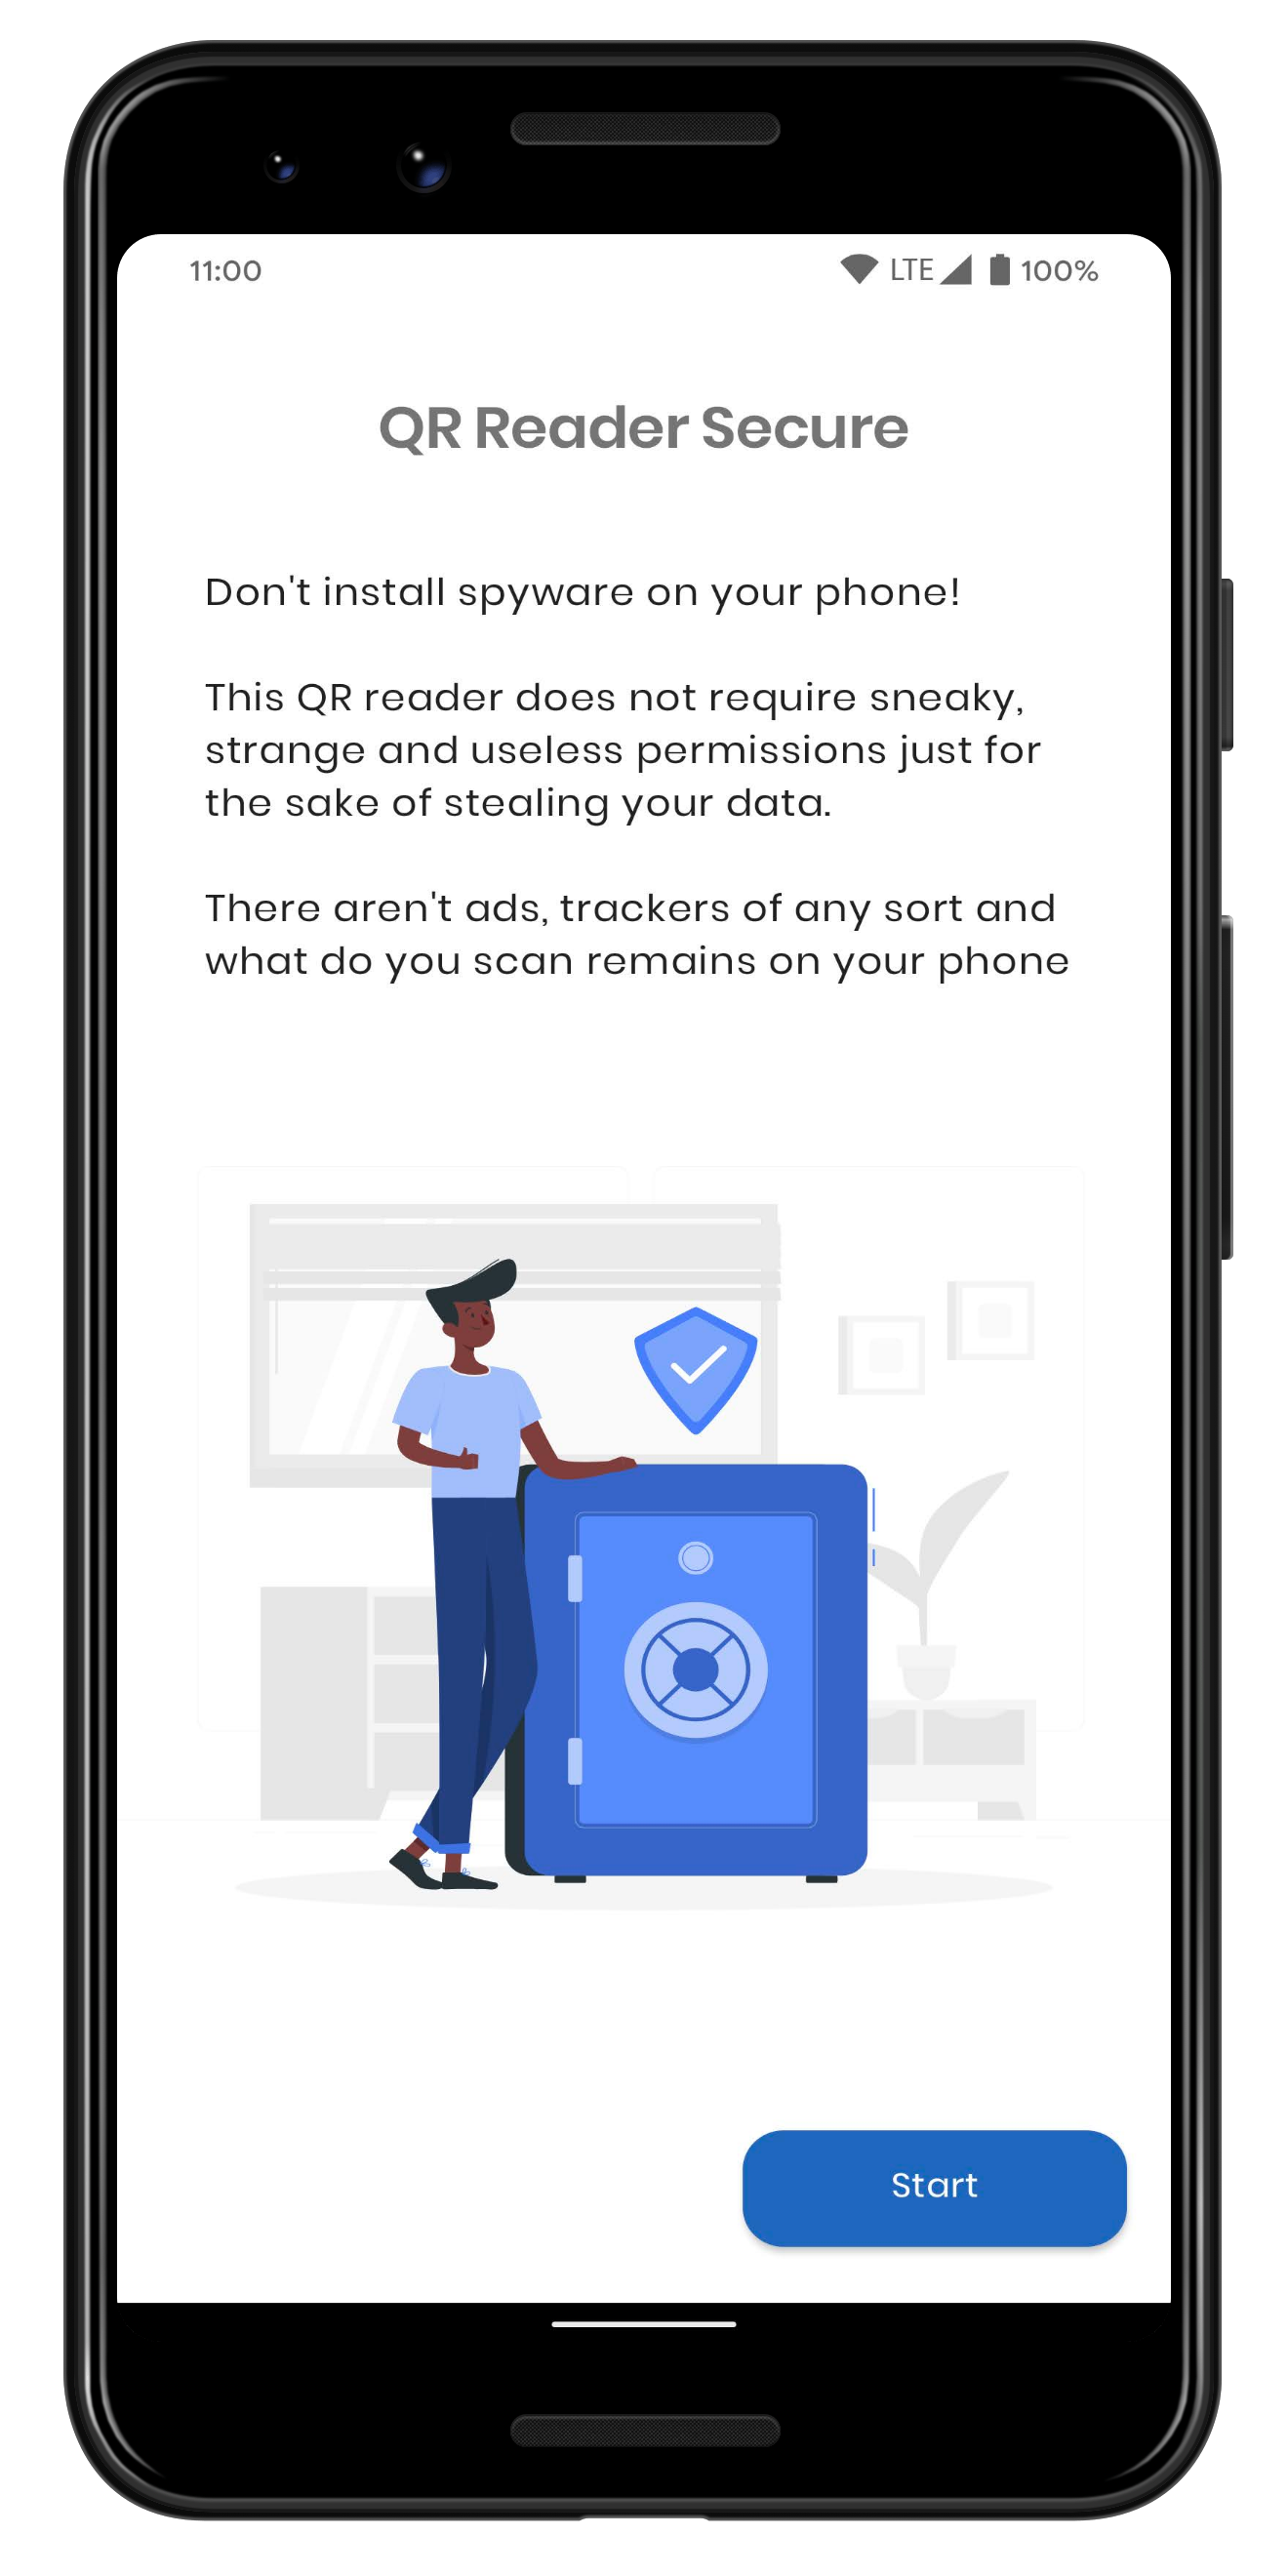 11:00 LTE 100%
QR Reader Secure
Don't install spyware on your phone!
This QR reader does not require sneaky,
strange and useless permissions just for
the sake of stealing your data.
There aren't ads, trackers of any sort and
what do you scan remains on your phone
Start